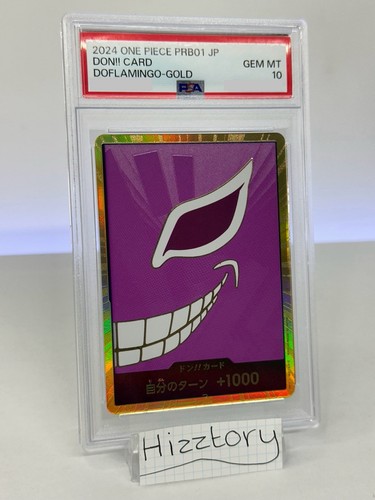 2024 ONE PIECE PRB01 JP
DON!! CARD GEM MT
DOFLAMINGO-GOLD 10
PSA
ドン!!カード
自分のターン +1000
Hizztory